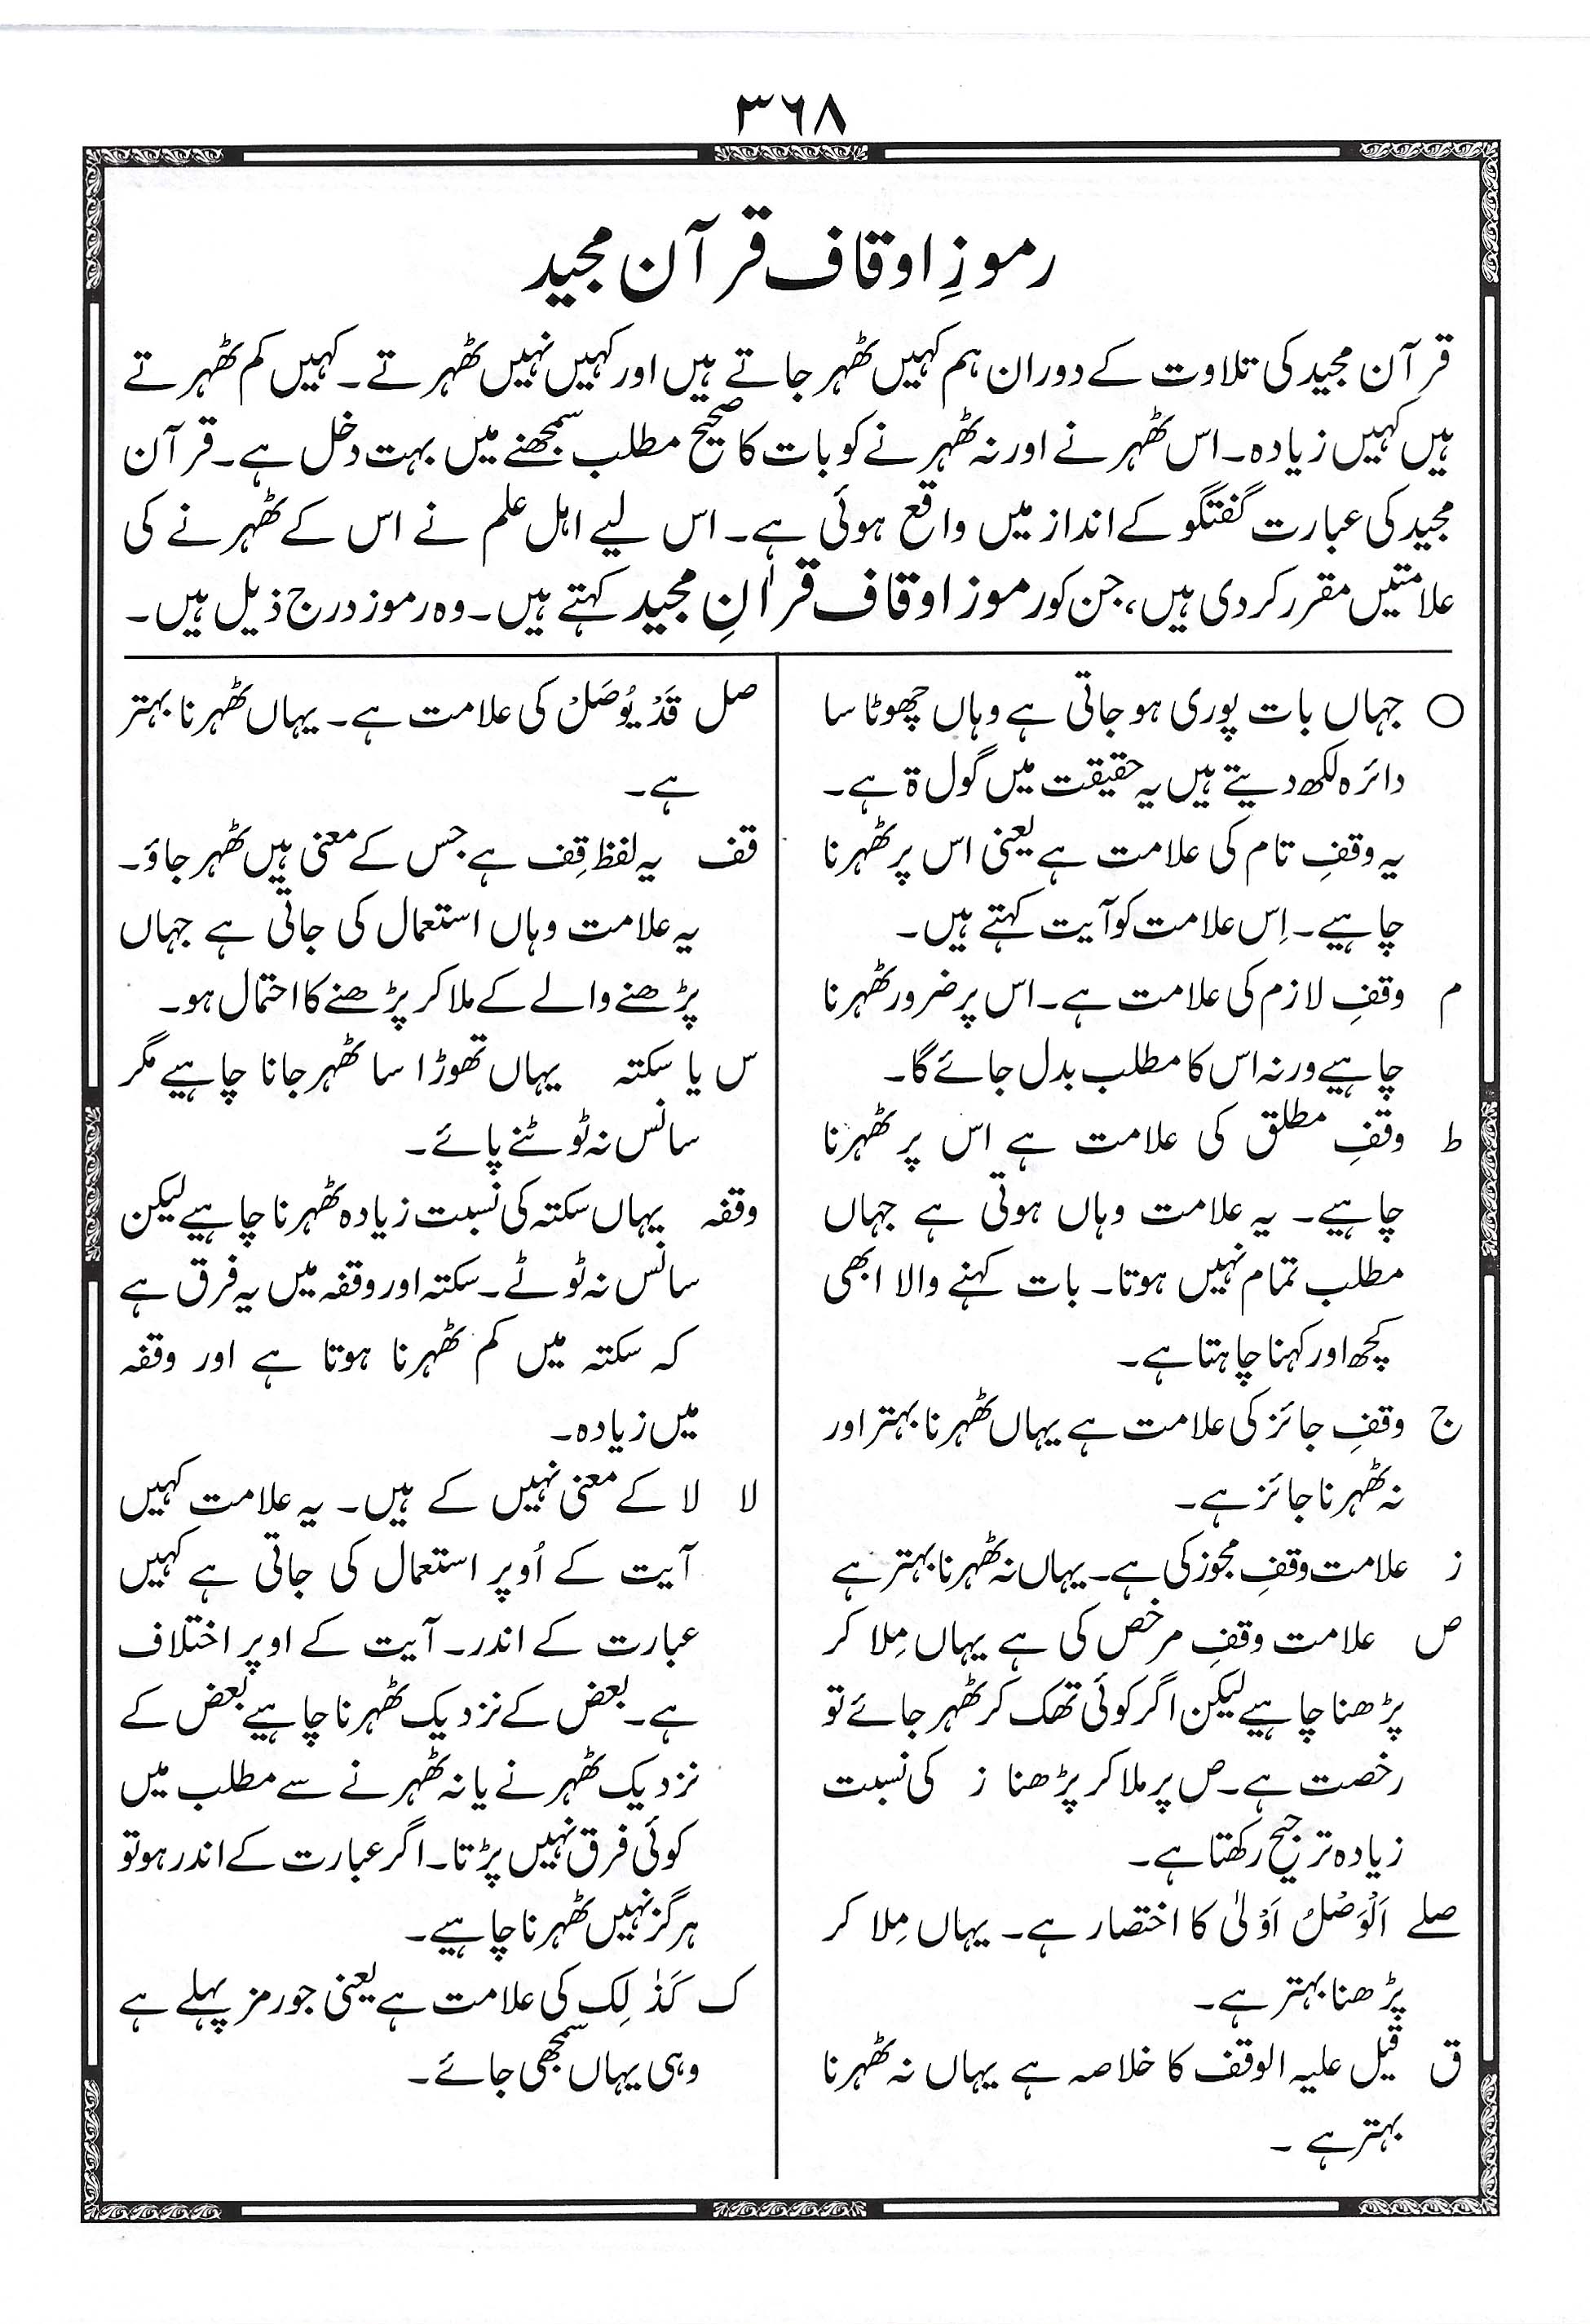 ۳۶۸
رموزِ اوقاف قرآن مجید
قرآن مجید کی تلاوت کے دوران ہم کہیں ٹھہر جاتے ہیں اور کہیں نہیں ٹھہرتے۔ کہیں کم ٹھہرتے
ہیں کہیں زیادہ۔ اس ٹھہرنے اور نہ ٹھہرنے کو بات کا صحیح مطلب سمجھنے میں بہت دخل ہے۔ قرآن
مجید کی عبارت گفتگو کے انداز میں واقع ہوئی ہے۔ اس لیے اہل علم نے اس کے ٹھہرنے کی
علامتیں مقرر کردی ہیں، جن کو رموز اوقاف قراٰنِ مجید کہتے ہیں۔ وہ رموز درج ذیل ہیں۔
○ جہاں بات پوری ہو جاتی ہے وہاں چھوٹا سا
دائرہ لکھ دیتے ہیں یہ حقیقت میں گول ۃ ہے۔
یہ وقفِ تام کی علامت ہے یعنی اس پر ٹھہرنا
چاہیے۔ اِس علامت کو آیت کہتے ہیں۔
م وقفِ لازم کی علامت ہے۔ اس پر ضرور ٹھہرنا
چاہیے ورنہ اس کا مطلب بدل جائے گا۔
ط وقفِ مطلق کی علامت ہے اس پر ٹھہرنا
چاہیے۔ یہ علامت وہاں ہوتی ہے جہاں
مطلب تمام نہیں ہوتا۔ بات کہنے والا ابھی
کچھ اور کہنا چاہتا ہے۔
ج وقفِ جائز کی علامت ہے یہاں ٹھہرنا بہتر اور
نہ ٹھہرنا جائز ہے۔
ز علامت وقفِ مجوز کی ہے۔ یہاں نہ ٹھہرنا بہتر ہے
ص علامت وقفِ مرخص کی ہے یہاں مِلا کر
پڑھنا چاہیے لیکن اگر کوئی تھک کر ٹھہر جائے تو
رخصت ہے۔ ص پر ملا کر پڑھنا ز کی نسبت
زیادہ ترجیح رکھتا ہے۔
صلے اَلْوَصْلُ اَوْلٰی کا اختصار ہے۔ یہاں مِلا کر
پڑھنا بہتر ہے۔
ق قیل علیہ الوقف کا خلاصہ ہے یہاں نہ ٹھہرنا
بہتر ہے ۔
صل قَدْ یُوْصَلْ کی علامت ہے۔ یہاں ٹھہرنا بہتر
ہے۔
قف یہ لفظ قِف ہے جس کے معنی ہیں ٹھہر جاؤ۔
یہ علامت وہاں استعمال کی جاتی ہے جہاں
پڑھنے والے کے ملا کر پڑھنے کا احتمال ہو۔
س یا سکتہ یہاں تھوڑا سا ٹھہر جانا چاہیے مگر
سانس نہ ٹوٹنے پائے۔
وقفہ یہاں سکتہ کی نسبت زیادہ ٹھہرنا چاہیے لیکن
سانس نہ ٹوٹے۔ سکتہ اور وقفہ میں یہ فرق ہے
کہ سکتہ میں کم ٹھہرنا ہوتا ہے اور وقفہ
میں زیادہ۔
لا لا کے معنی نہیں کے ہیں۔ یہ علامت کہیں
آیت کے اُوپر استعمال کی جاتی ہے کہیں
عبارت کے اندر۔ آیت کے اوپر اختلاف
ہے۔ بعض کے نزدیک ٹھہرنا چاہیے بعض کے
نزدیک ٹھہرنے یا نہ ٹھہرنے سے مطلب میں
کوئی فرق نہیں پڑتا۔ اگر عبارت کے اندر ہو تو
ہرگز نہیں ٹھہرنا چاہیے۔
ک کَذٰلِک کی علامت ہے یعنی جو رمز پہلے ہے
وہی یہاں سمجھی جائے۔